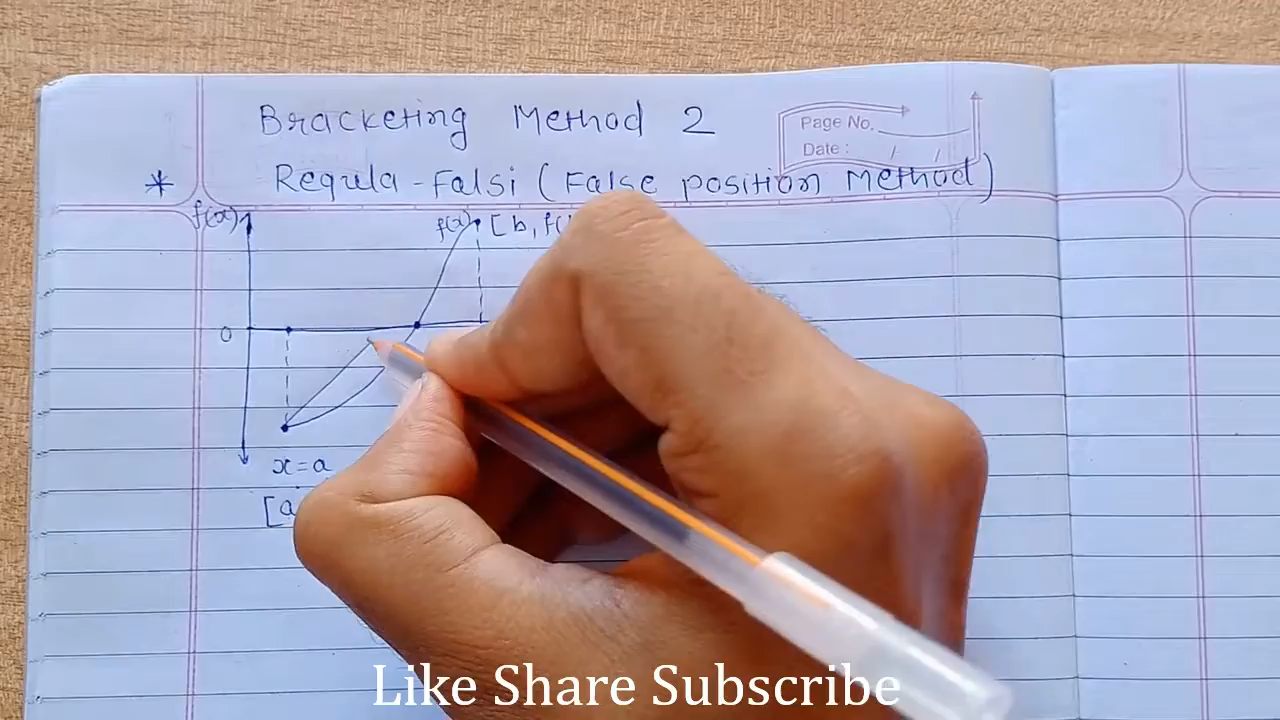 Bracketing Method 2
Page No.
Date : / /
* Regula-Falsi (False position Method)
f(x)
f(x) [b, f(
0
x=a
[a
Like Share Subscribe